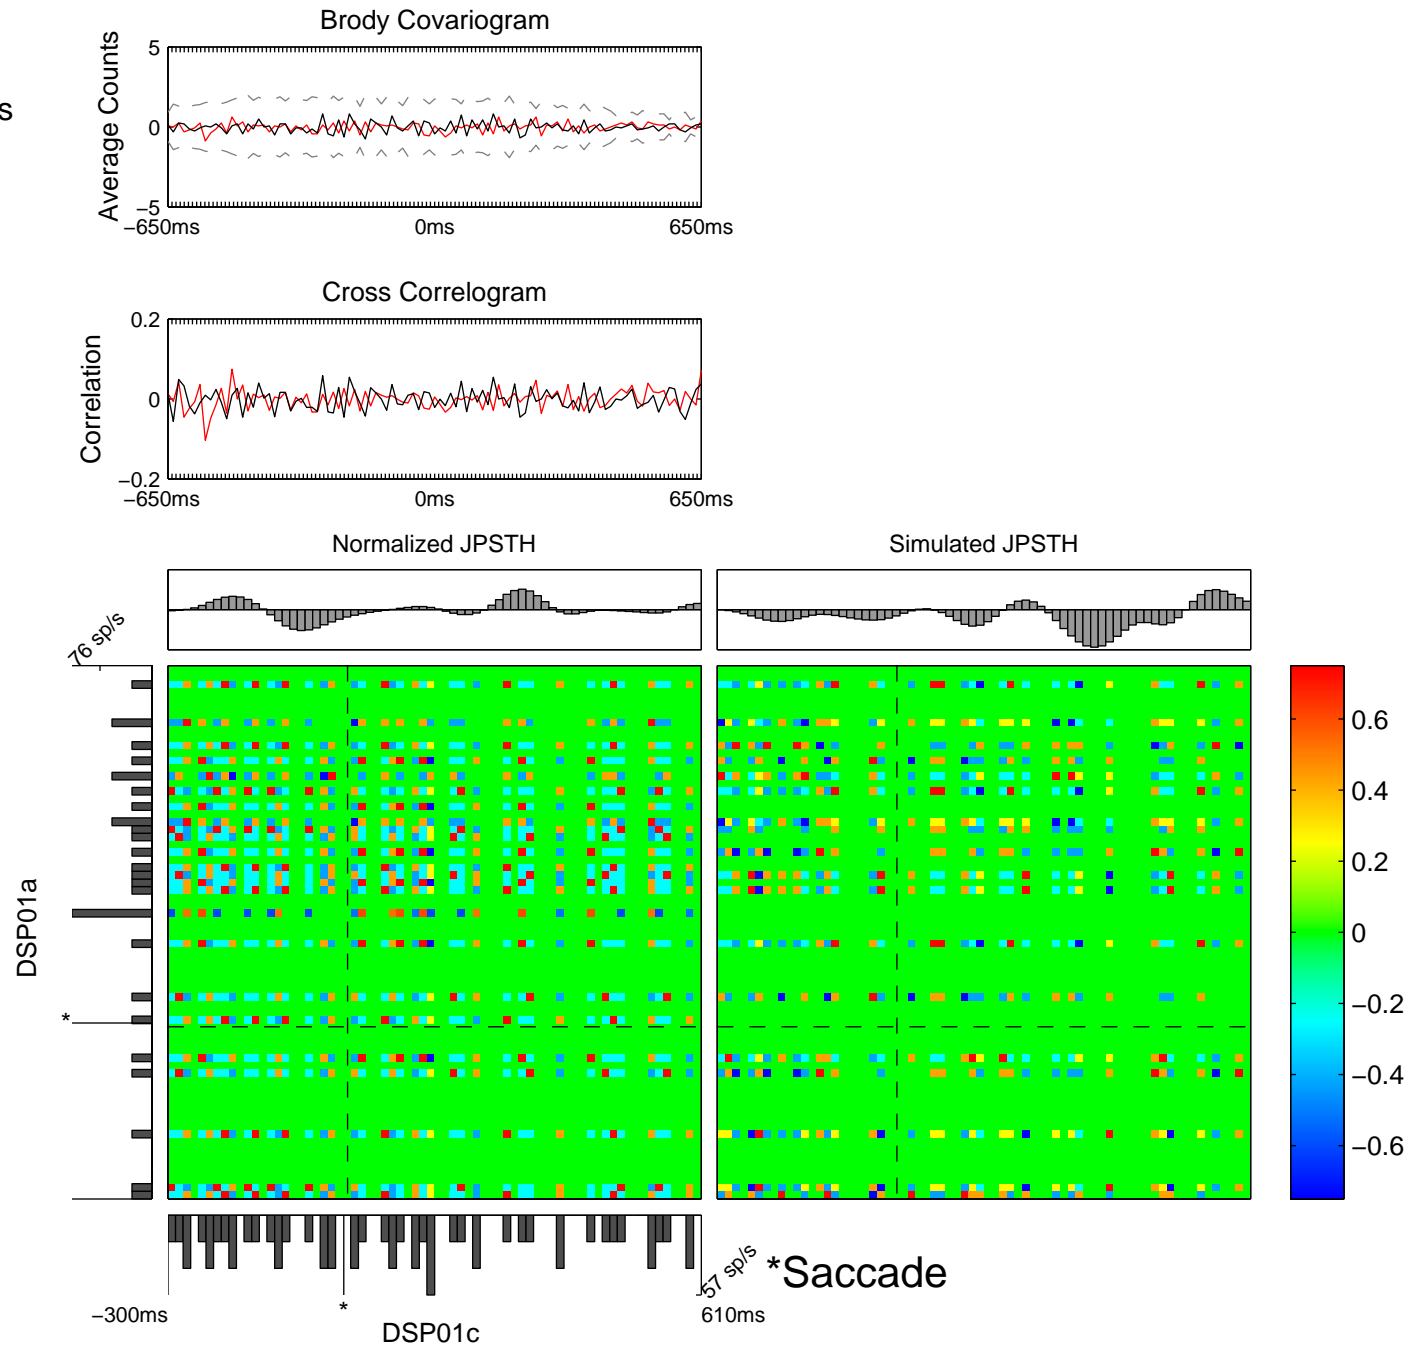 Brody Covariogram
s
Average Counts
5
0
−5
−650ms
0ms
650ms
Cross Correlogram
Correlation
0.2
0
−0.2
−650ms
0ms
650ms
Normalized JPSTH
Simulated JPSTH
76 sp/s
DSP01a
*
0.6
0.4
0.2
0
−0.2
−0.4
−0.6
57 sp/s
*Saccade
−300ms
*
610ms
DSP01c